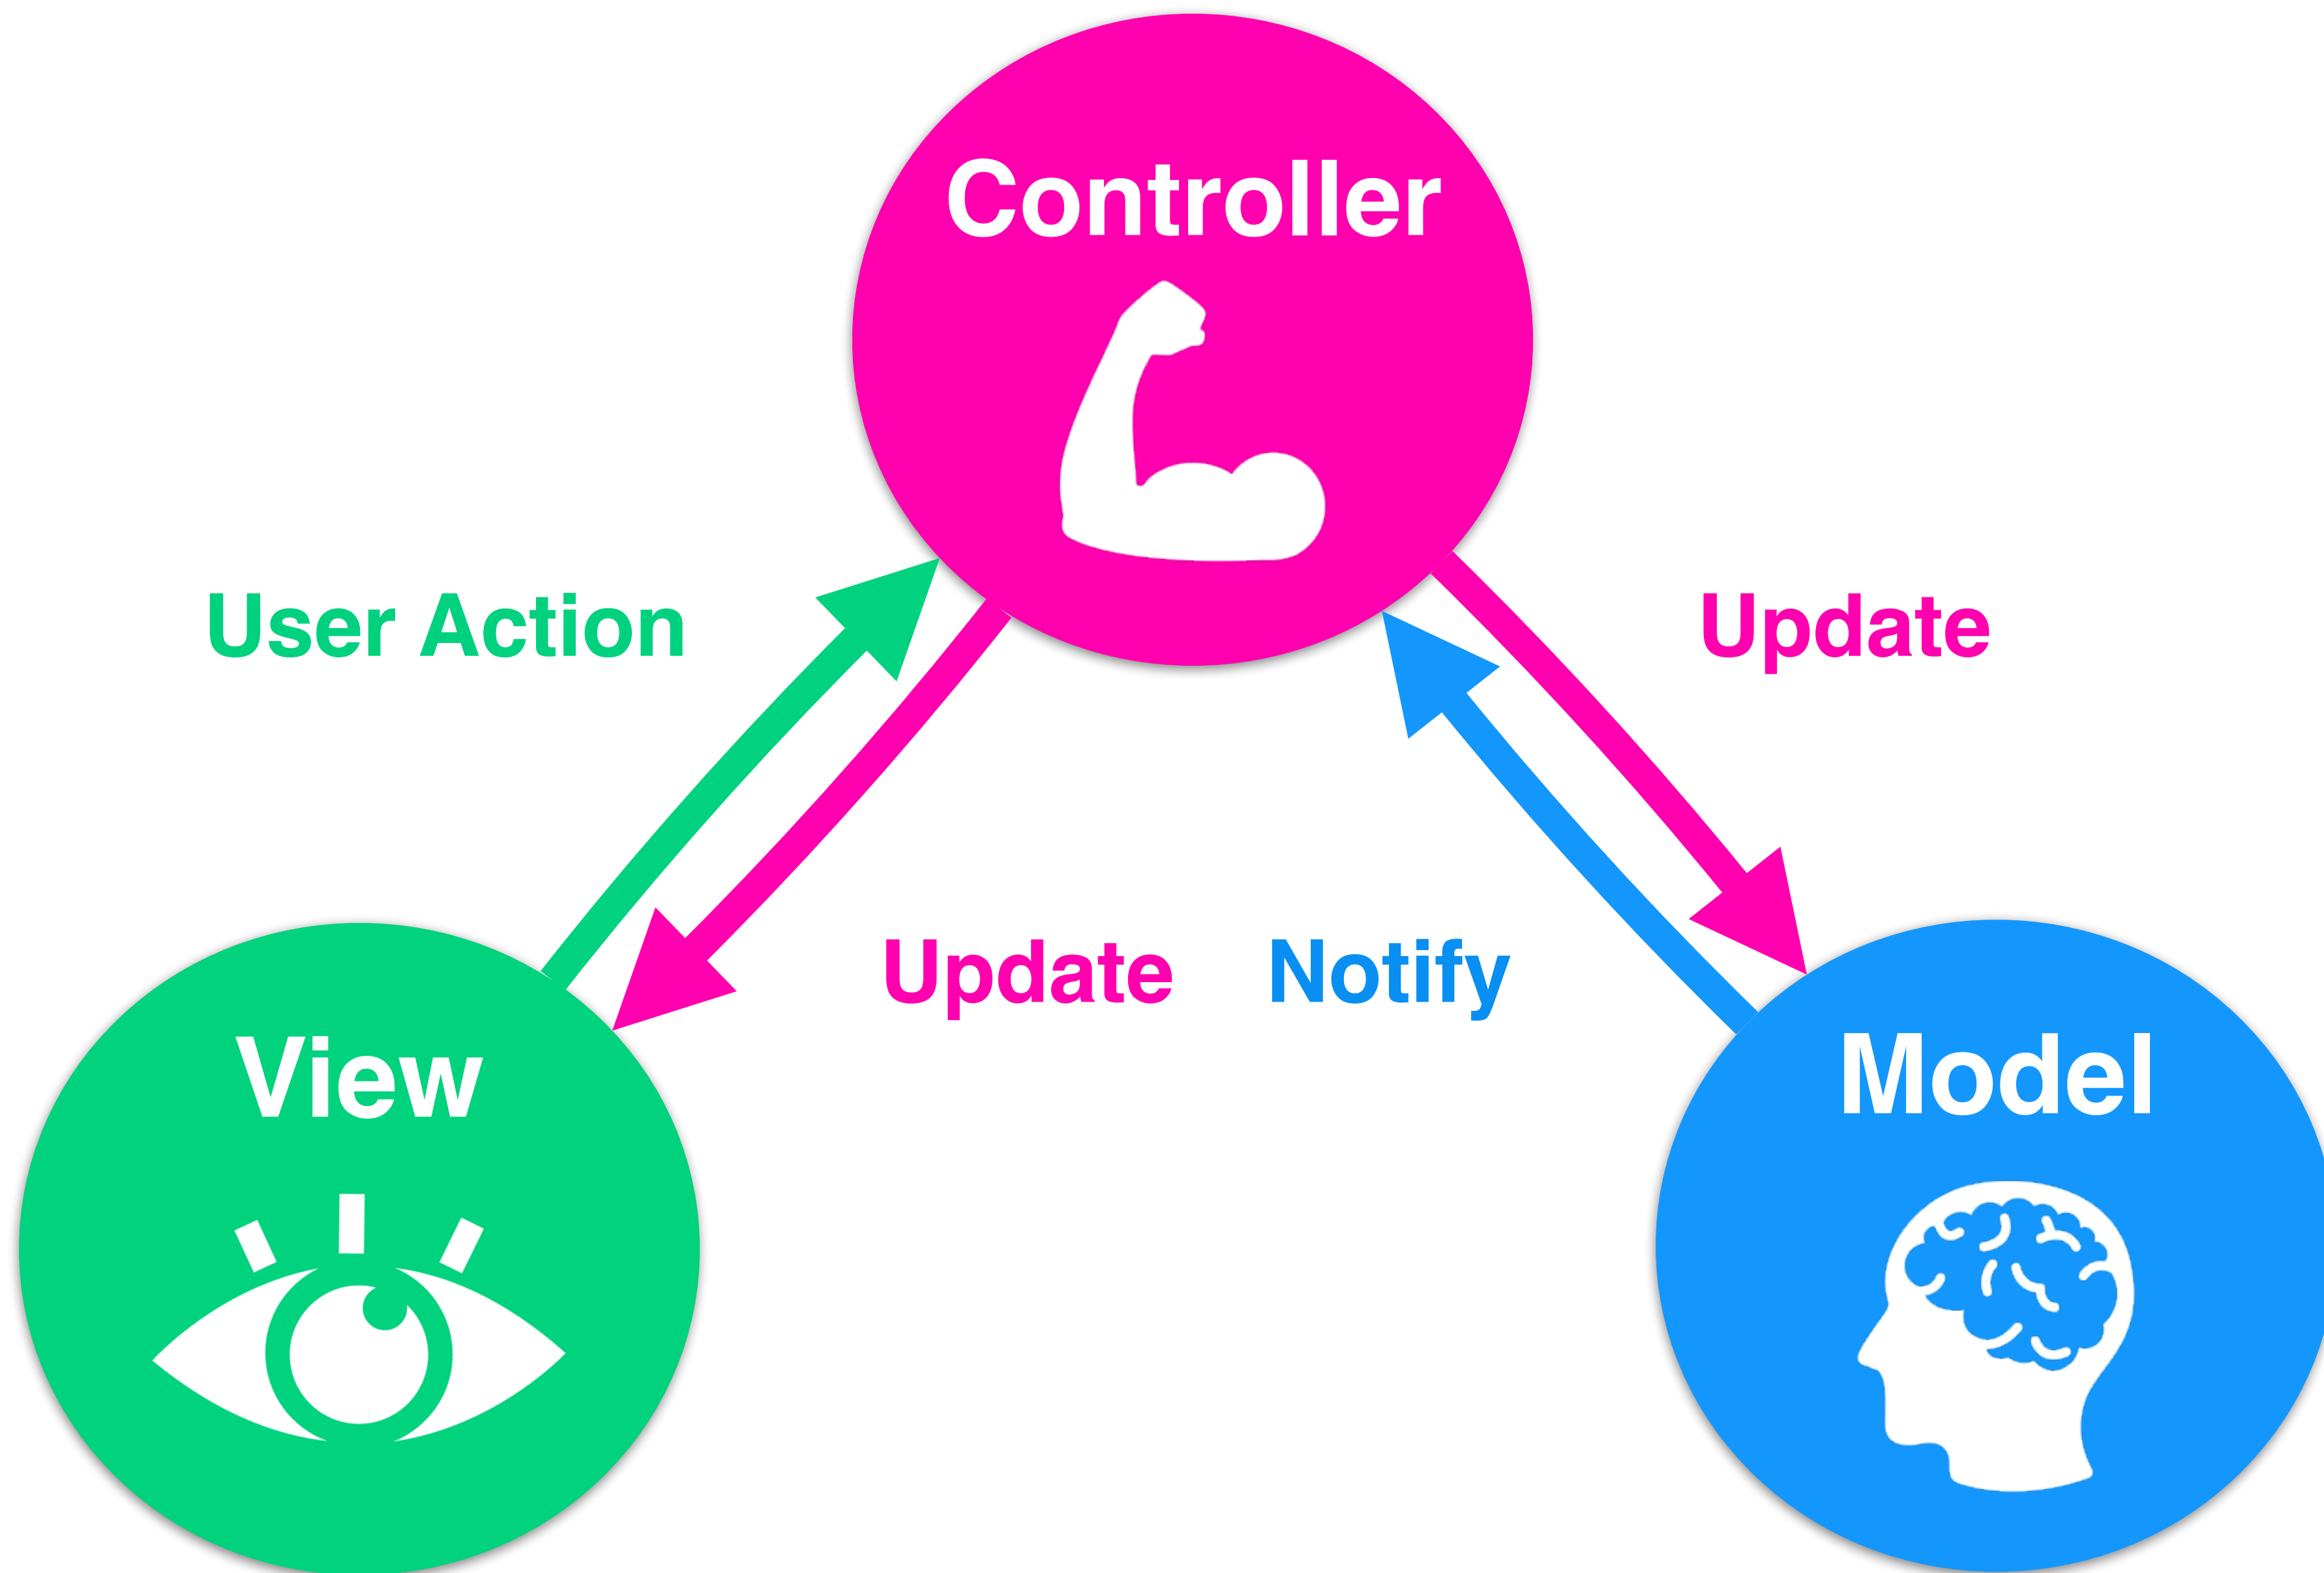 Controller
User Action
Update
Update
Notify
View
Model